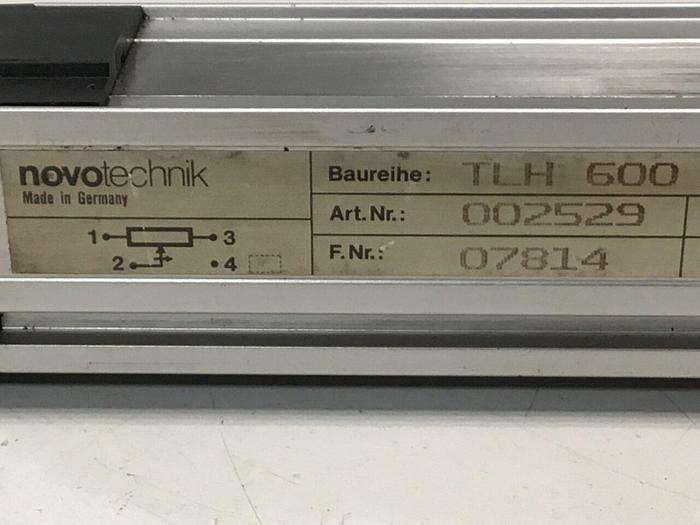 novotechnik
Made in Germany
1 3
2 4
Baureihe: TLH 600
Art.Nr.: 002529
F.Nr.: 07814